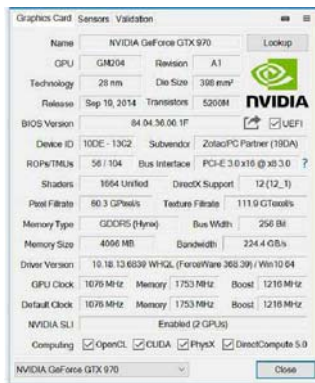 Graphics Card Sensors Validation
Name NVIDIA GeForce GTX 970 Lookup
GPU GM204 Revision A1
Technology 28 nm Die Size 398 mm²
Release Sep 19, 2014 Transistors 5200M
NVIDIA
BIOS Version 84.04.36.00.1F UEFI
Device ID 10DE - 13C2 Subvendor Zotac/PC Partner (19DA)
ROPs/TMUs 56 / 104 Bus Interface PCI-E 3.0 x16 @ x8 3.0 ?
Shaders 1664 Unified DirectX Support 12 (12_1)
Pixel Fillrate 60.3 GPixel/s Texture Fillrate 111.9 GTexel/s
Memory Type GDDR5 (Hynix) Bus Width 256 Bit
Memory Size 4096 MB Bandwidth 224.4 GB/s
Driver Version 10.18.13.6839 WHQL (ForceWare 368.39) / Win10 64
GPU Clock 1076 MHz Memory 1753 MHz Boost 1216 MHz
Default Clock 1076 MHz Memory 1753 MHz Boost 1216 MHz
NVIDIA SLI Enabled (2 GPUs)
Computing OpenCL CUDA PhysX DirectCompute 5.0
NVIDIA GeForce GTX 970 Close